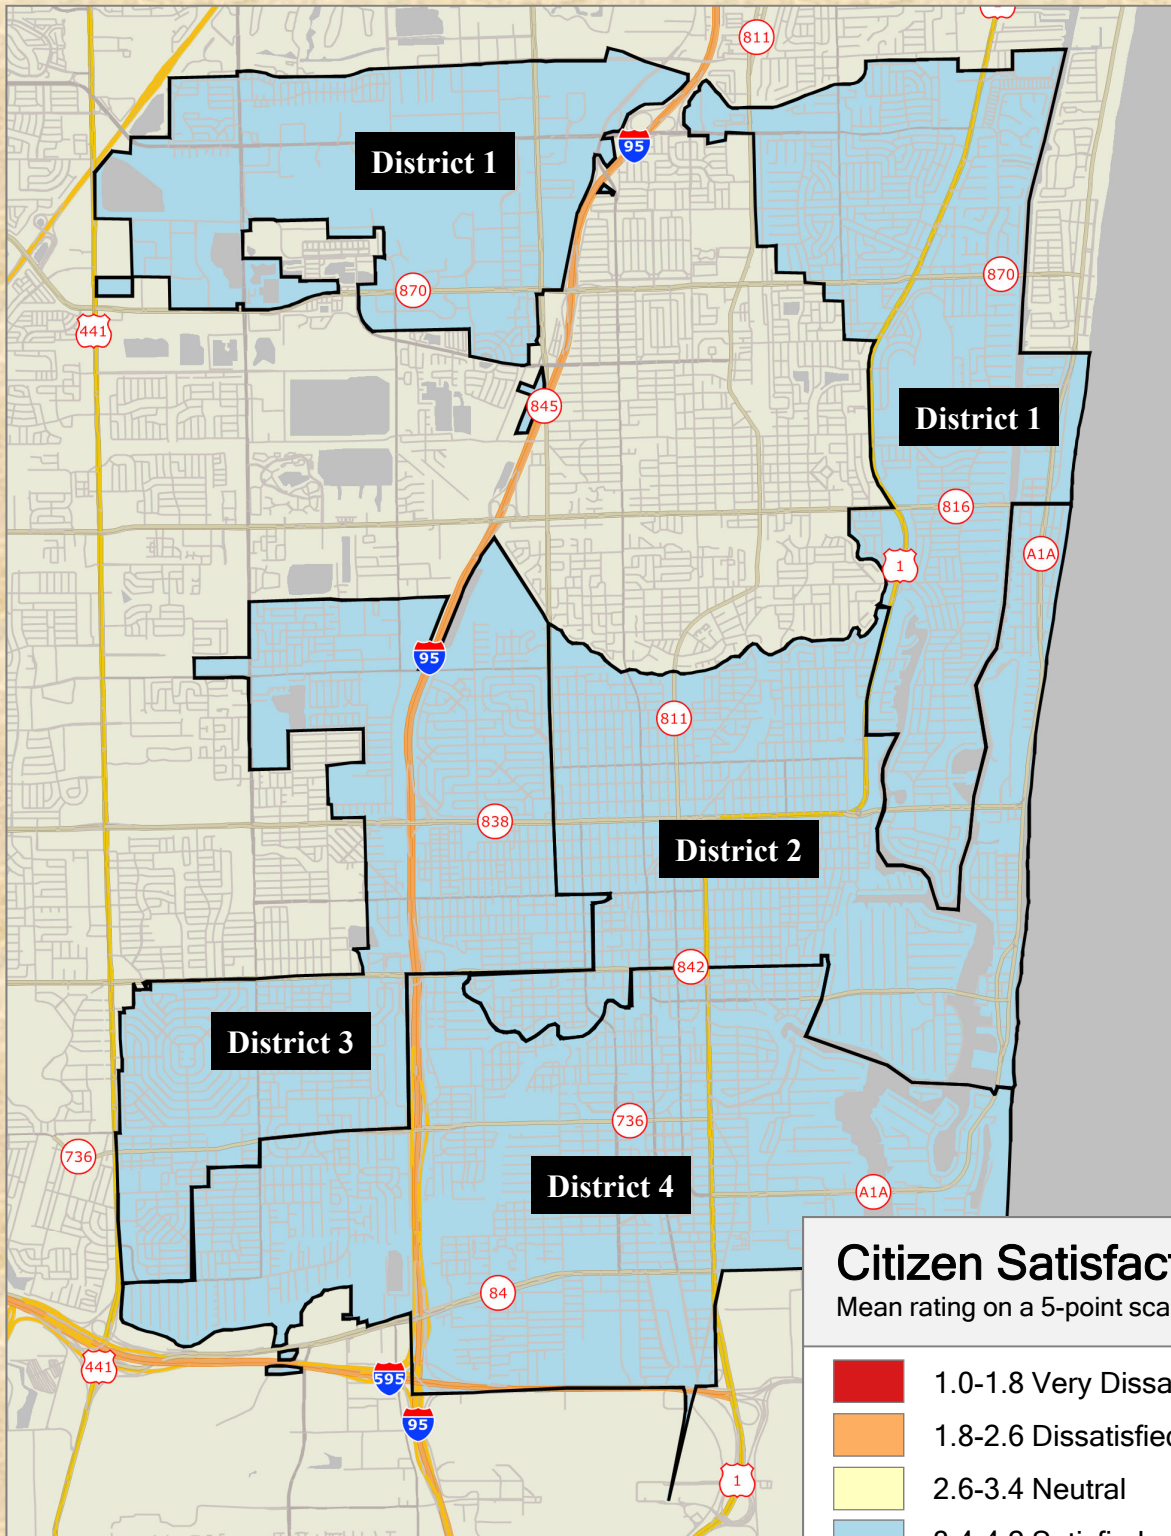 811
95
District 1
870
870
441
845
District 1
816
A1A
1
95
811
838
District 2
842
District 3
736
736
District 4
A1A
84
Citizen Satisfact
Mean rating on a 5-point sca
441
595
1.0-1.8 Very Dissa
95
1.8-2.6 Dissatisfied
1
2.6-3.4 Neutral